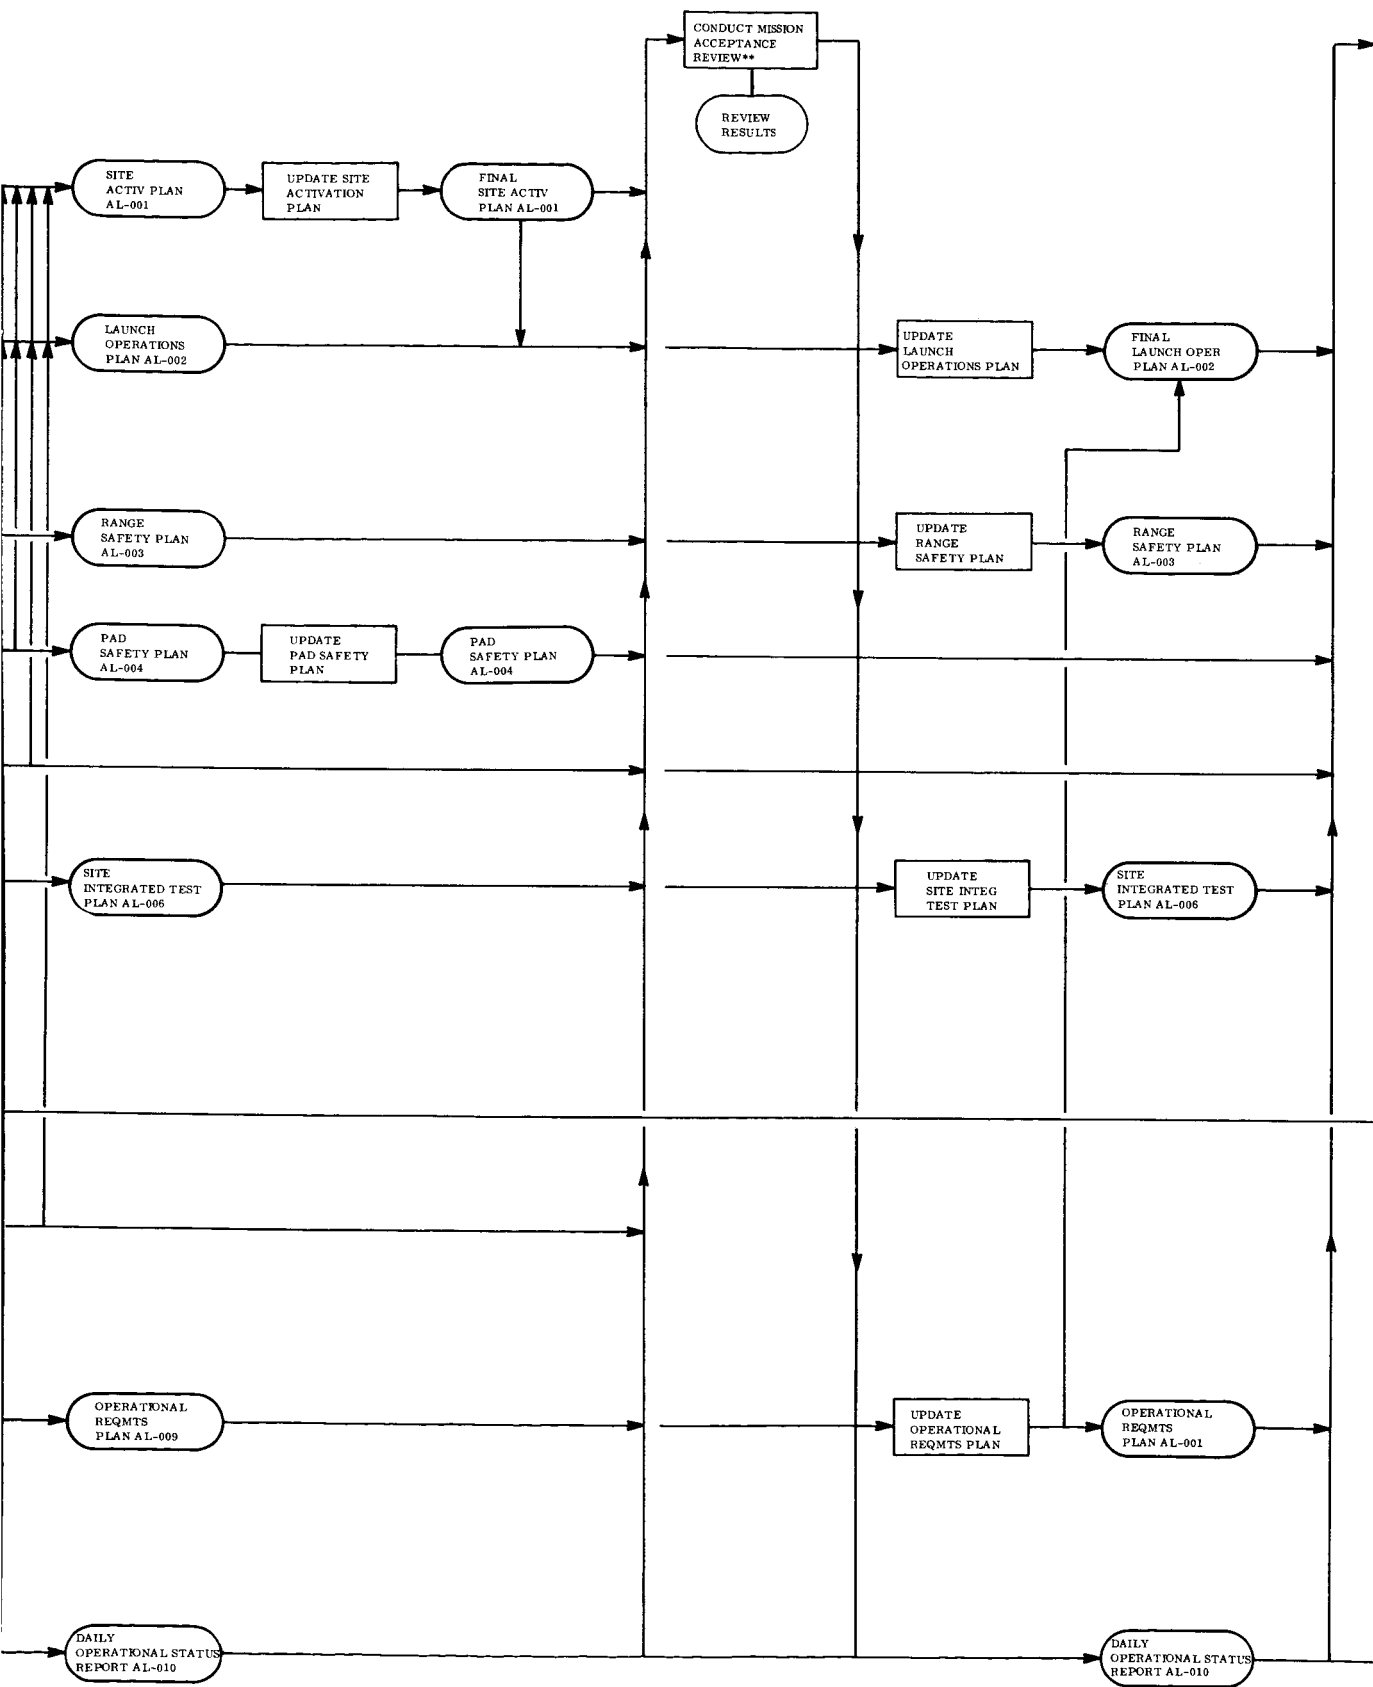 CONDUCT MISSION
ACCEPTANCE
REVIEW**
REVIEW
RESULTS
SITE
ACTIV PLAN
AL-001
UPDATE SITE
ACTIVATION
PLAN
FINAL
SITE ACTIV
PLAN AL-001
LAUNCH
OPERATIONS
PLAN AL-002
UPDATE
LAUNCH
OPERATIONS PLAN
FINAL
LAUNCH OPER
PLAN AL-002
RANGE
SAFETY PLAN
AL-003
UPDATE
RANGE
SAFETY PLAN
RANGE
SAFETY PLAN
AL-003
PAD
SAFETY PLAN
AL-004
UPDATE
PAD SAFETY
PLAN
PAD
SAFETY PLAN
AL-004
SITE
INTEGRATED TEST
PLAN AL-006
UPDATE
SITE INTEG
TEST PLAN
SITE
INTEGRATED TEST
PLAN AL-006
OPERATIONAL
REQMTS
PLAN AL-009
UPDATE
OPERATIONAL
REQMTS PLAN
OPERATIONAL
REQMTS
PLAN AL-001
DAILY
OPERATIONAL STATUS
REPORT AL-010
DAILY
OPERATIONAL STATUS
REPORT AL-010